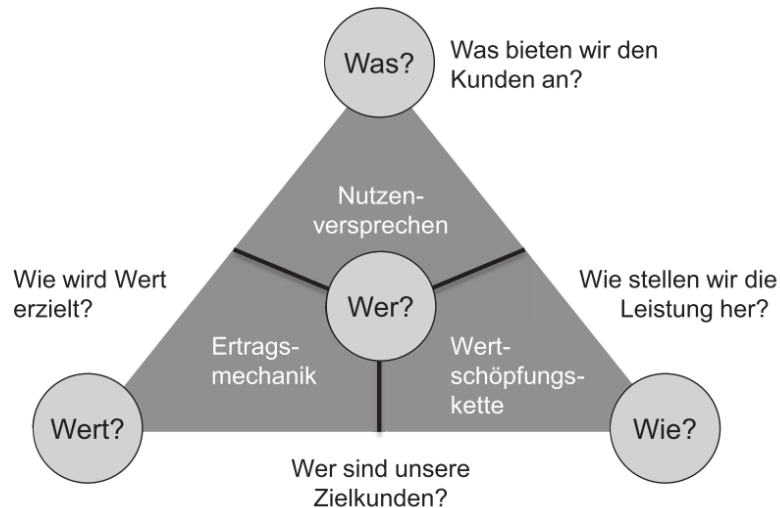 Was?
Was bieten wir den
Kunden an?
Nutzen-
versprechen
Wie wird Wert
erzielt?
Wer?
Wie stellen wir die
Leistung her?
Ertrags-
mechanik
Wert-
schöpfungs-
kette
Wert?
Wie?
Wer sind unsere
Zielkunden?